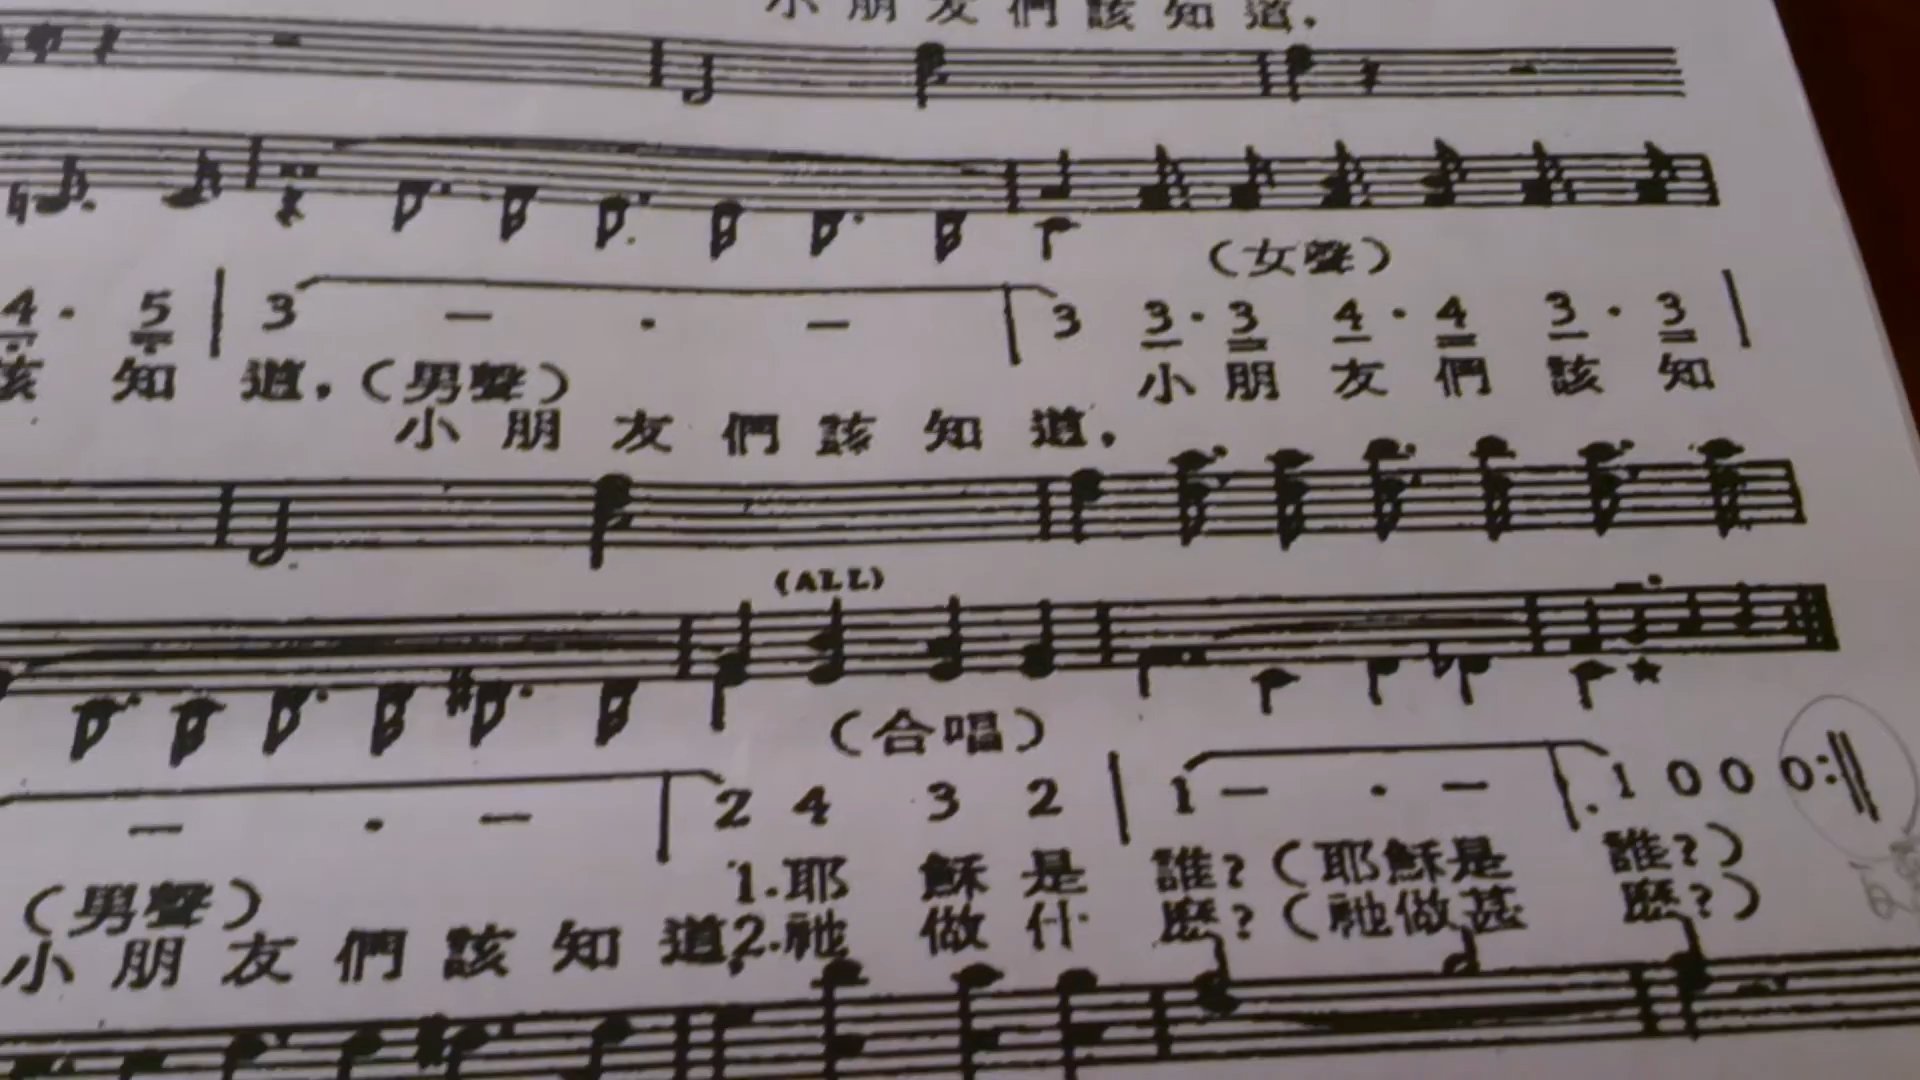 小朋友們該知道.
(女聲)
4· 5 | 3 — · — | 3 3·3 4·4 3·3 |
該 知 道.(男聲) 小朋 友們 該知
小朋友們該知道.
(ALL)
(合唱)
— · — | 2 4 3 2 | 1 — · — | 1 0 0 0 :||
(男聲) 1.耶 穌 是 誰?(耶穌是 誰?)
小朋友們該知道. 2.祂 做 什 麼?(祂做甚 麼?)